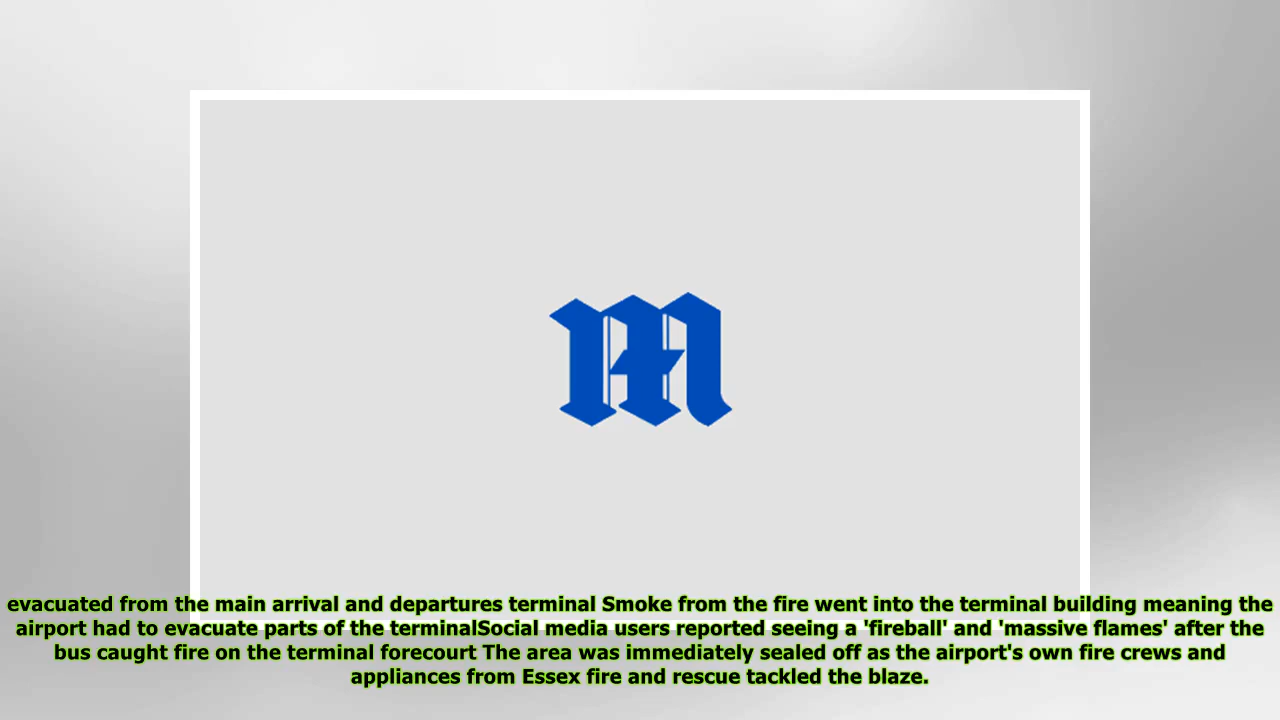 m
evacuated from the main arrival and departures terminal Smoke from the fire went into the terminal building meaning the
airport had to evacuate parts of the terminalSocial media users reported seeing a 'fireball' and 'massive flames' after the
bus caught fire on the terminal forecourt The area was immediately sealed off as the airport's own fire crews and
appliances from Essex fire and rescue tackled the blaze.